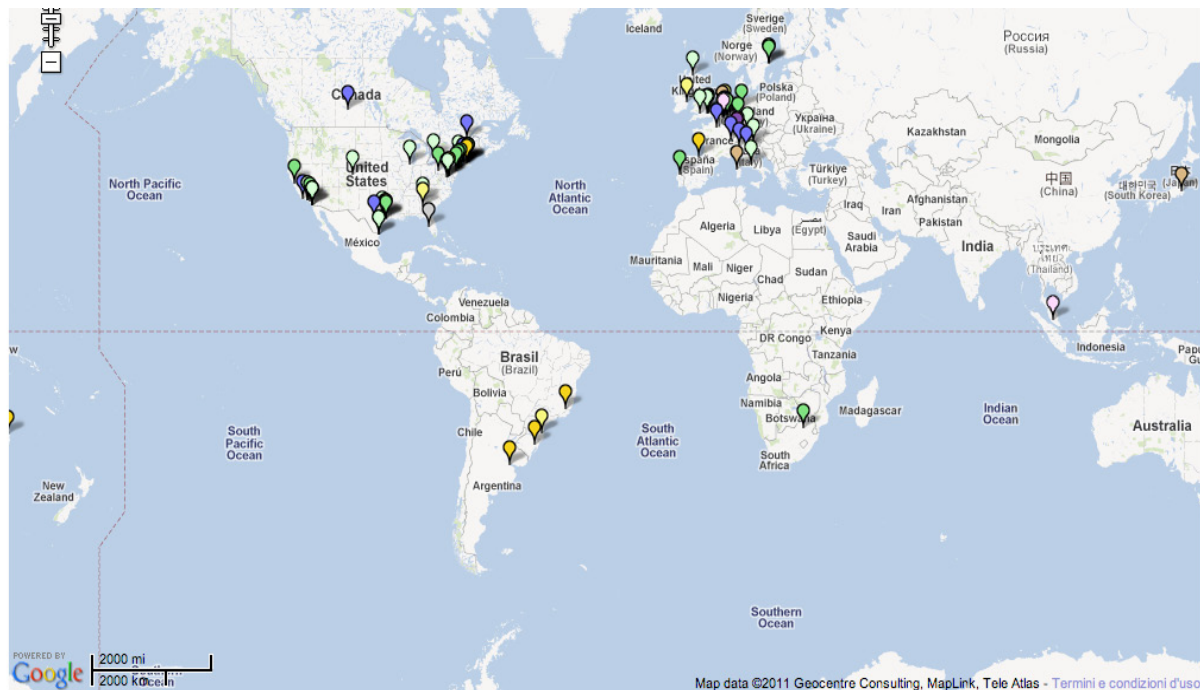 Iceland
Sverige
(Sweden)
Norge
(Norway)
Россия
(Russia)
United
Polska
(Poland)
Україна
(Ukraine)
Canada
United
States
North Pacific
Ocean
North
Atlantic
Ocean
España
(Spain)
Türkiye
(Turkey)
Kazakhstan
Mongolia
中国
(China)
대한민국
(South Korea)
(Japan)
Afghanistan
Pakistan
Iraq
Iran
Saudi
Arabia
India
(Thailand)
Algeria
Libya
(Egypt)
México
Mauritania
Mali
Niger
Chad
Sudan
Nigeria
Ethiopia
Venezuela
Colombia
DR Congo
Kenya
Tanzania
Indonesia
Brasil
(Brazil)
Perú
Bolivia
Angola
Namibia
Botswana
Madagascar
Chile
South
Pacific
Ocean
South
Atlantic
Ocean
Indian
Ocean
Australia
South
Africa
Argentina
New
Zealand
Southern
Ocean
POWERED BY
Google
2000 mi
2000 km
Map data ©2011 Geocentre Consulting, MapLink, Tele Atlas - Termini e condizioni d'uso